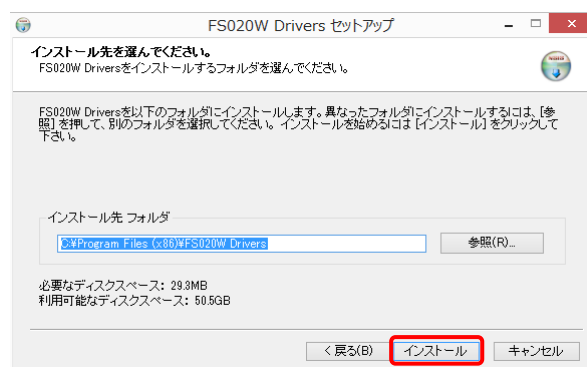 FS020W Drivers セットアップ
インストール先を選んでください。
FS020W Driversをインストールするフォルダを選んでください。
FS020W Driversを以下のフォルダにインストールします。異なったフォルダにインストールするには、[参
照] を押して、別のフォルダを選択してください。インストールを始めるには [インストール] をクリックして
下さい。
インストール先 フォルダ
C:¥Program Files (x86)¥FS020W Drivers
参照(R)...
必要なディスクスペース: 29.3MB
利用可能なディスクスペース: 50.5GB
< 戻る(B)
インストール
キャンセル